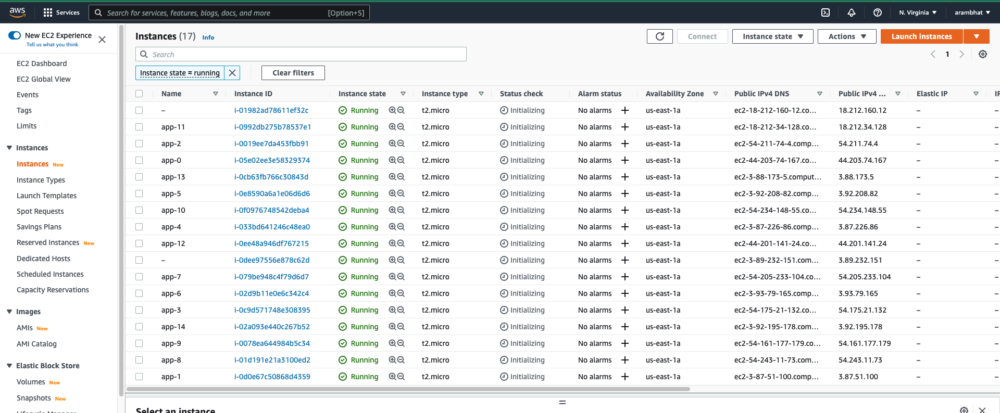 aws Services Search for services, features, blogs, docs, and more [Option+S] N. Virginia arambhat
New EC2 Experience
Tell us what you think
EC2 Dashboard
EC2 Global View
Events
Tags
Limits
Instances
Instances New
Instance Types
Launch Templates
Spot Requests
Savings Plans
Reserved Instances New
Dedicated Hosts
Scheduled Instances
Capacity Reservations
Images
AMIs New
AMI Catalog
Elastic Block Store
Volumes New
Snapshots New
Lifecycle Manager
Instances (17) Info Connect Instance state Actions Launch instances
Search 1
Instance state = running Clear filters
Name Instance ID Instance state Instance type Status check Alarm status Availability Zone Public IPv4 DNS Public IPv4 ... Elastic IP
– i-01982ad78611ef32c Running t2.micro Initializing No alarms us-east-1a ec2-18-212-160-12.co... 18.212.160.12 – –
app-11 i-0992db275b78537e1 Running t2.micro Initializing No alarms us-east-1a ec2-18-212-34-128.co... 18.212.34.128 – –
app-2 i-0019ee7da453fbb91 Running t2.micro Initializing No alarms us-east-1a ec2-54-211-74-4.comp... 54.211.74.4 – –
app-0 i-05e02ee3e58329374 Running t2.micro Initializing No alarms us-east-1a ec2-44-203-74-167.co... 44.203.74.167 – –
app-13 i-0cb63fb766c30843d Running t2.micro Initializing No alarms us-east-1a ec2-3-88-173-5.comput... 3.88.173.5 – –
app-5 i-0e8590a6a1e06d6d6 Running t2.micro Initializing No alarms us-east-1a ec2-3-92-208-82.comp... 3.92.208.82 – –
app-10 i-0f0976748542deba4 Running t2.micro Initializing No alarms us-east-1a ec2-54-234-148-55.co... 54.234.148.55 – –
app-4 i-033bd641246c48ea0 Running t2.micro Initializing No alarms us-east-1a ec2-3-87-226-86.comp... 3.87.226.86 – –
app-12 i-0ee48a946df767215 Running t2.micro Initializing No alarms us-east-1a ec2-44-201-141-24.co... 44.201.141.24 – –
– i-0dee97556e878c62d Running t2.micro Initializing No alarms us-east-1a ec2-3-89-232-151.com... 3.89.232.151 – –
app-7 i-079be948c4f79d6d7 Running t2.micro Initializing No alarms us-east-1a ec2-54-205-233-104.co... 54.205.233.104 – –
app-6 i-02d9b11e0e6c342c4 Running t2.micro Initializing No alarms us-east-1a ec2-3-93-79-165.comp... 3.93.79.165 – –
app-3 i-0c9d571748e308395 Running t2.micro Initializing No alarms us-east-1a ec2-54-175-21-132.co... 54.175.21.132 – –
app-14 i-02a093e440c267b52 Running t2.micro Initializing No alarms us-east-1a ec2-3-92-195-178.com... 3.92.195.178 – –
app-9 i-0078ea644984b5c34 Running t2.micro Initializing No alarms us-east-1a ec2-54-161-177-179.co... 54.161.177.179 – –
app-8 i-01d191e21a3100ed2 Running t2.micro Initializing No alarms us-east-1a ec2-54-243-11-73.com... 54.243.11.73 – –
app-1 i-0d0e67c50868d4359 Running t2.micro Initializing No alarms us-east-1a ec2-3-87-51-100.comp... 3.87.51.100 – –
Select an instance